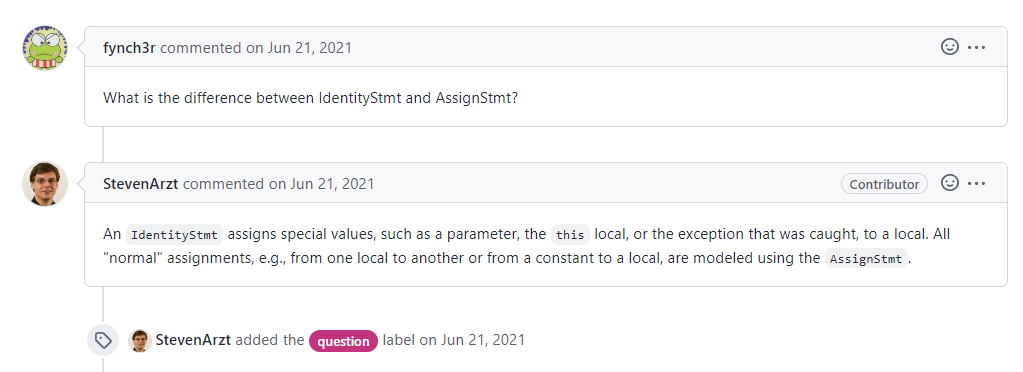 fynch3r commented on Jun 21, 2021
What is the difference between IdentityStmt and AssignStmt?
StevenArzt commented on Jun 21, 2021 Contributor
An IdentityStmt assigns special values, such as a parameter, the this local, or the exception that was caught, to a local. All
"normal" assignments, e.g., from one local to another or from a constant to a local, are modeled using the AssignStmt.
StevenArzt added the question label on Jun 21, 2021